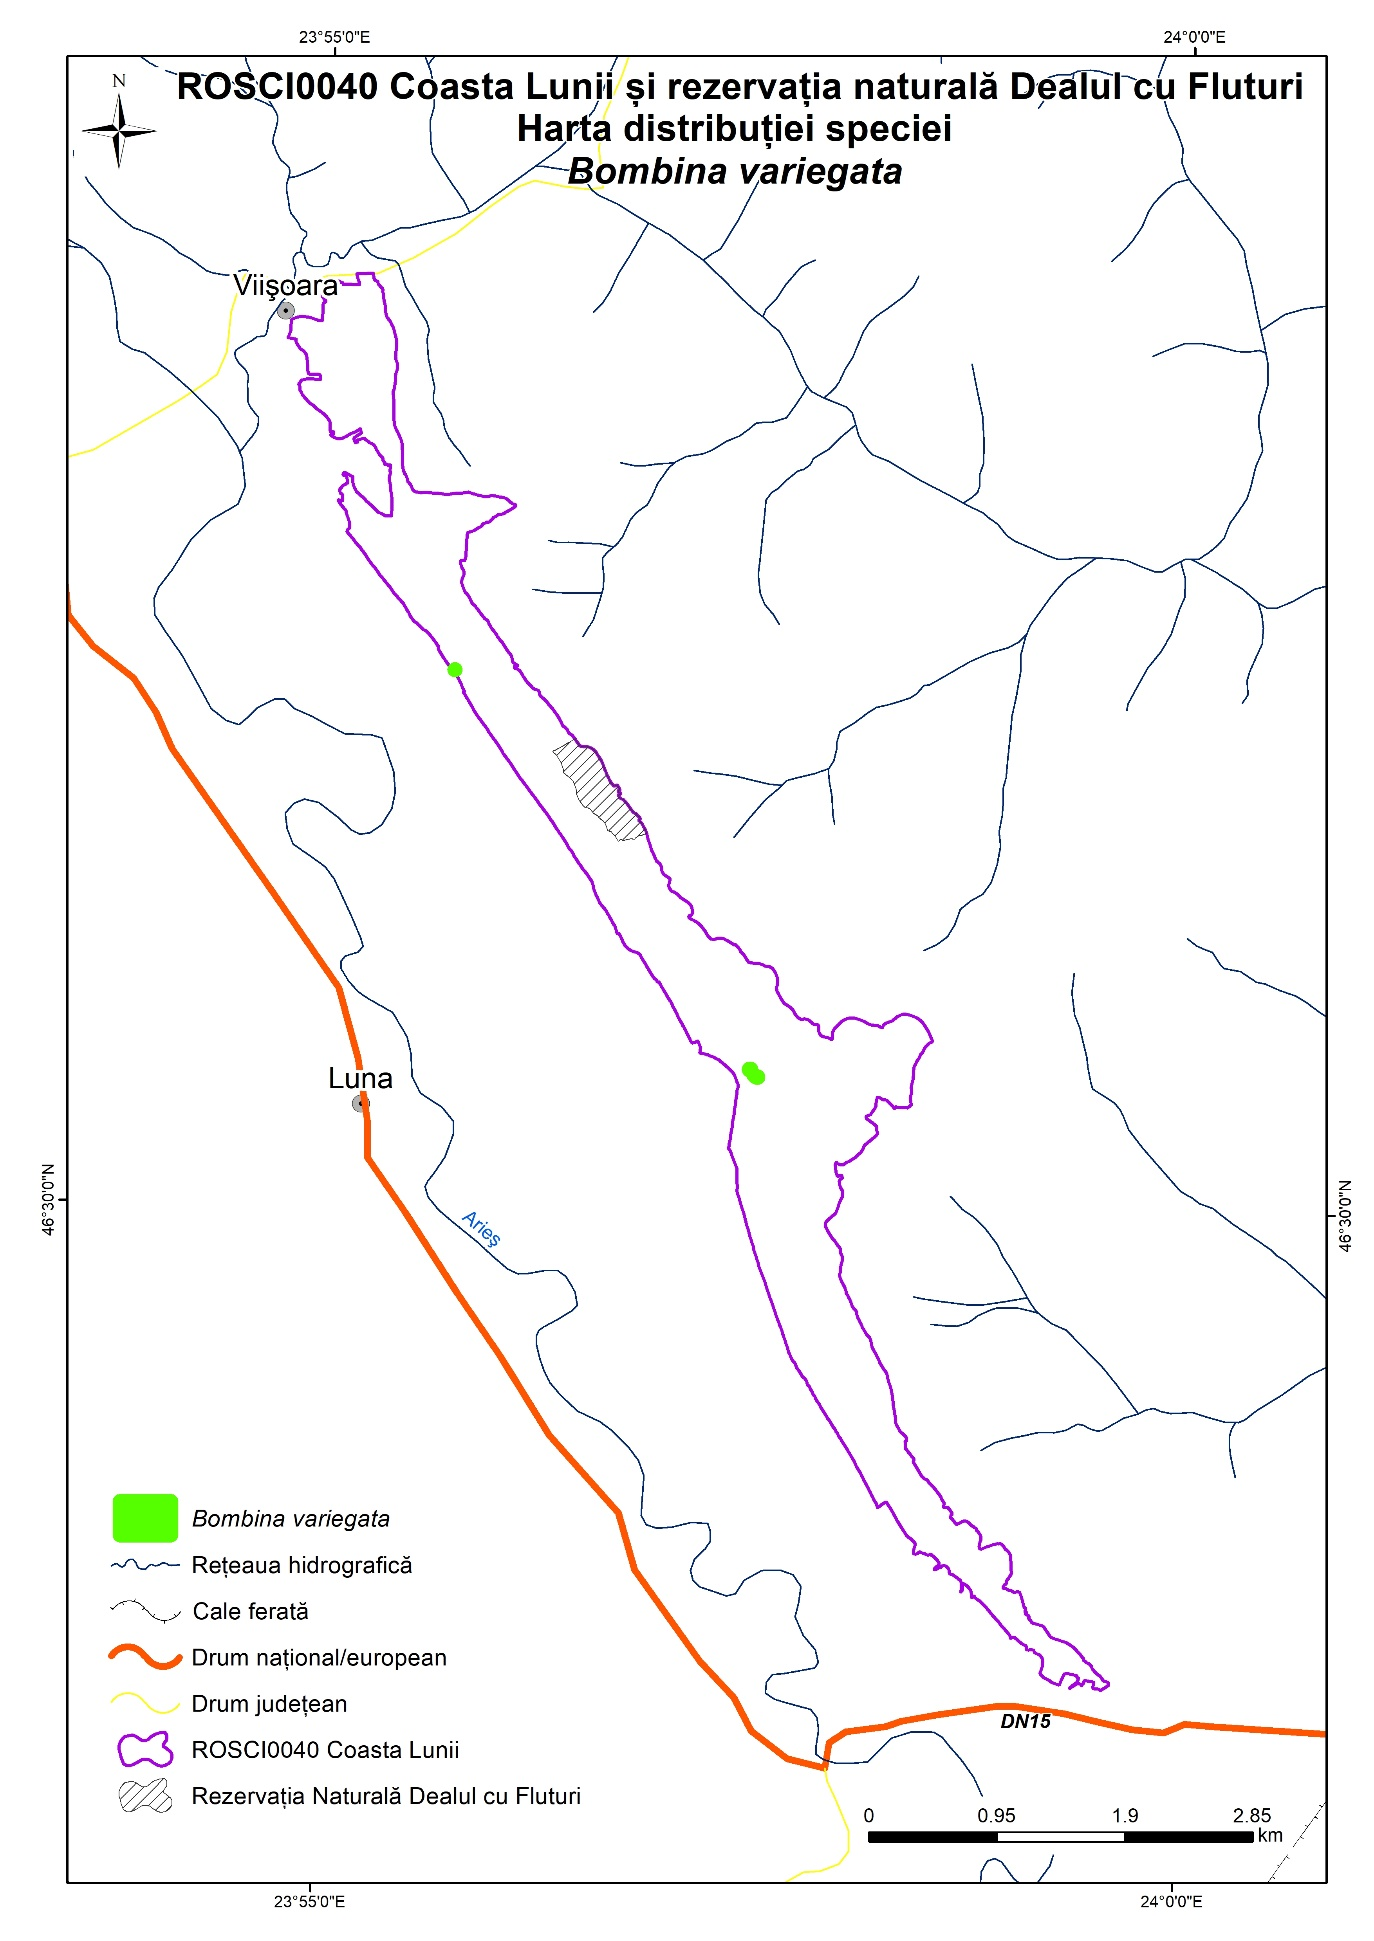 23°55'0"E
24°0'0"E
N
ROSCI0040 Coasta Lunii și rezervația naturală Dealul cu Fluturi
Harta distribuției speciei
Bombina variegata
Viişoara
Luna
46°30'0"N
46°30'0"N
Arieş
Bombina variegata
Rețeaua hidrografică
Cale ferată
Drum național/european
Drum județean
ROSCI0040 Coasta Lunii
Rezervația Naturală Dealul cu Fluturi
DN15
0 0.95 1.9 2.85
km
23°55'0"E
24°0'0"E